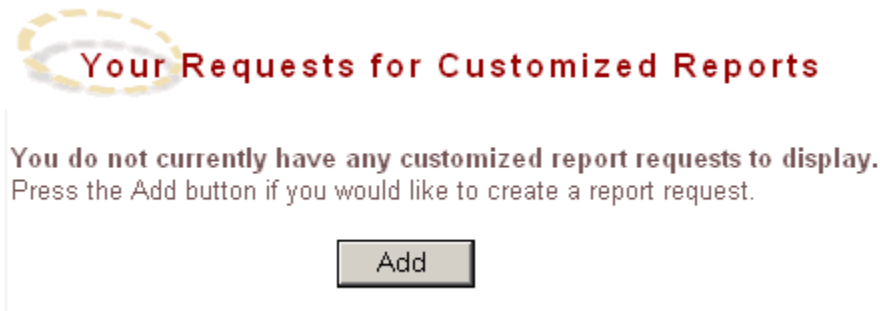 Your Requests for Customized Reports
You do not currently have any customized report requests to display.
Press the Add button if you would like to create a report request.
Add